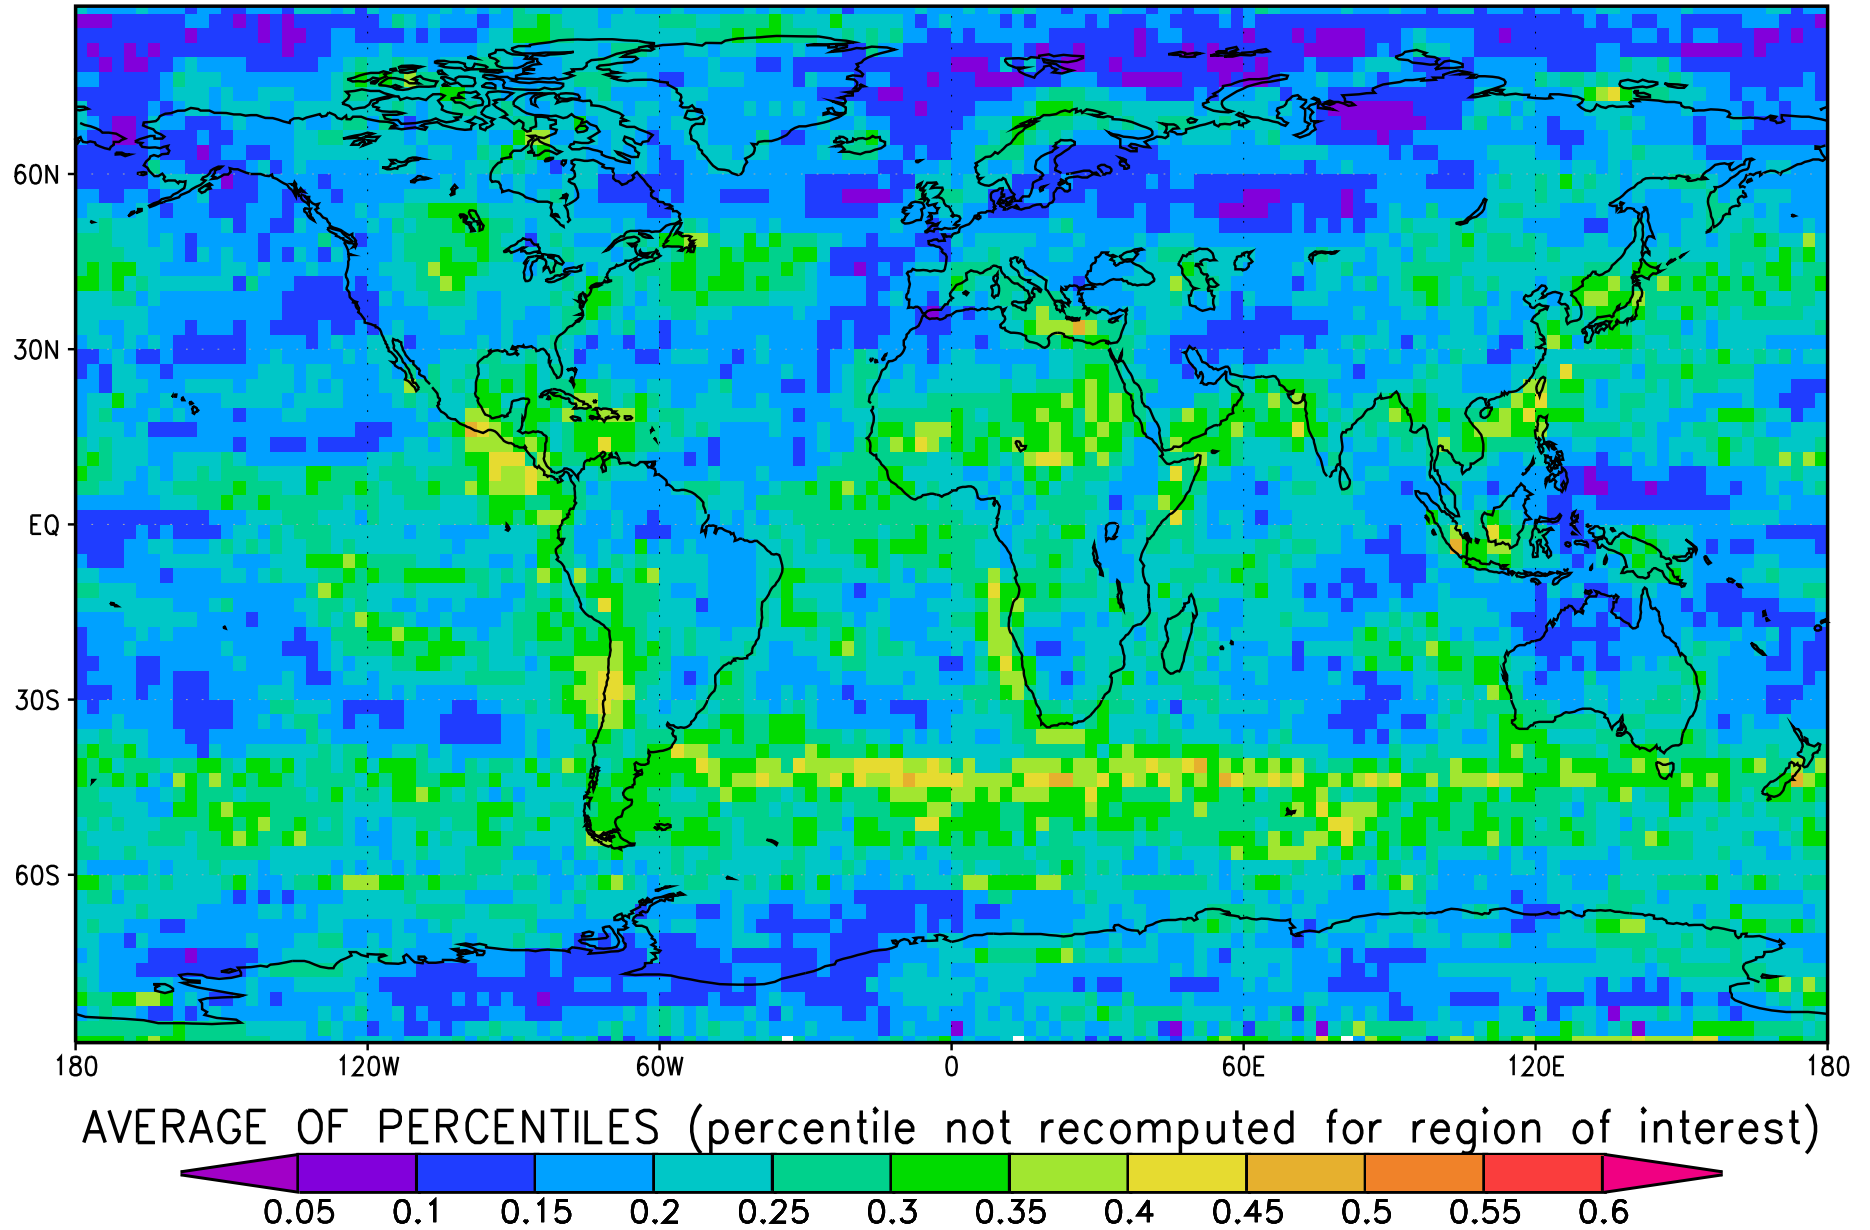 60N
30N
EQ
30S
60S
180 120W 60W 0 60E 120E 180
AVERAGE OF PERCENTILES (percentile not recomputed for region of interest)
0.05 0.1 0.15 0.2 0.25 0.3 0.35 0.4 0.45 0.5 0.55 0.6